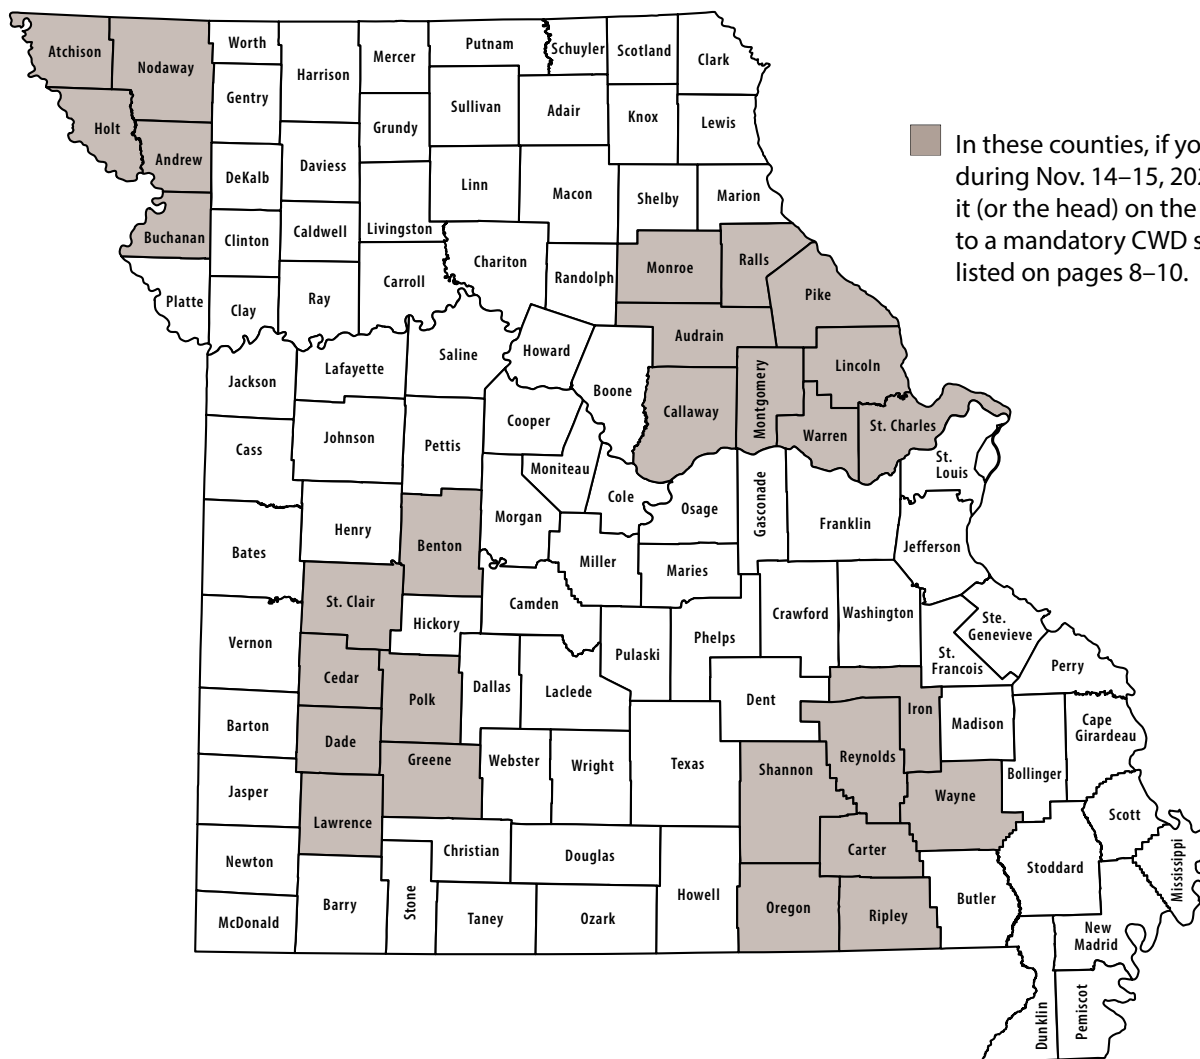 In these counties, if yo
during Nov. 14–15, 202
it (or the head) on the
to a mandatory CWD s
listed on pages 8–10.
Atchison
Nodaway
Worth
Harrison
Mercer
Putnam
Schuyler
Scotland
Clark
Gentry
Sullivan
Adair
Knox
Lewis
Holt
Andrew
DeKalb
Daviess
Grundy
Linn
Macon
Shelby
Marion
Buchanan
Clinton
Caldwell
Livingston
Chariton
Randolph
Monroe
Ralls
Pike
Platte
Clay
Ray
Carroll
Saline
Howard
Boone
Audrain
Montgomery
Lincoln
Jackson
Lafayette
Cooper
Callaway
Warren
St. Charles
St.
Louis
Cass
Johnson
Pettis
Moniteau
Cole
Osage
Gasconade
Franklin
Jefferson
Bates
Henry
Benton
Morgan
Miller
Maries
Vernon
St. Clair
Hickory
Camden
Pulaski
Phelps
Crawford
Washington
St.
Francois
Ste.
Genevieve
Perry
Cedar
Polk
Dallas
Laclede
Dent
Iron
Madison
Cape
Girardeau
Barton
Dade
Greene
Webster
Wright
Texas
Shannon
Reynolds
Wayne
Bollinger
Scott
Mississippi
Jasper
Lawrence
Christian
Douglas
Howell
Carter
Butler
Stoddard
Newton
McDonald
Barry
Stone
Taney
Ozark
Oregon
Ripley
New
Madrid
Dunklin
Pemiscot